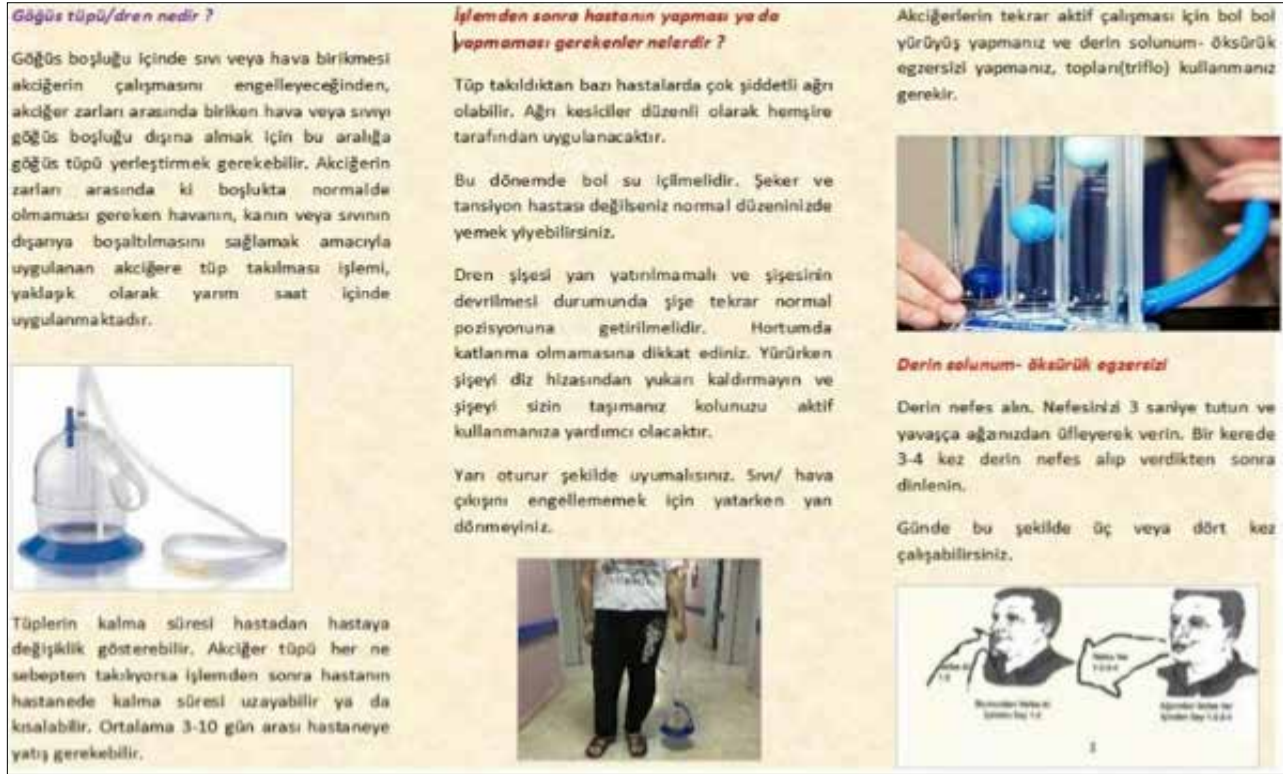 Göğüs tüpü/dren nedir ?
Göğüs boşluğu içinde sıvı veya hava birikmesi
akciğerin çalışmasını engelleyeceğinden,
akciğer zarları arasında biriken hava veya sıvıyı
göğüs boşluğu dışına almak için bu aralığa
göğüs tüpü yerleştirmek gerekebilir. Akciğerin
zarları arasında ki boşlukta normalde
olmaması gereken havanın, kanın veya sıvının
dışarıya boşaltılmasını sağlamak amacıyla
uygulanan akciğere tüp takılması işlemi,
yaklaşık olarak yarım saat içinde
uygulanmaktadır.
Tüplerin kalma süresi hastadan hastaya
değişiklik gösterebilir. Akciğer tüpü her ne
sebepten takılıyorsa işlemden sonra hastanın
hastanede kalma süresi uzayabilir ya da
kısalabilir. Ortalama 3-10 gün arası hastaneye
yatış gerekebilir.
İşlemden sonra hastanın yapması ya da
yapmaması gerekenler nelerdir ?
Tüp takıldıktan bazı hastalarda çok şiddetli ağrı
olabilir. Ağrı kesiciler düzenli olarak hemşire
tarafından uygulanacaktır.
Bu dönemde bol su içilmelidir. Şeker ve
tansiyon hastası değilseniz normal düzeninizde
yemek yiyebilirsiniz.
Dren şişesi yan yatırılmamalı ve şişesinin
devrilmesi durumunda şişe tekrar normal
pozisyonuna getirilmelidir. Hortumda
katlanma olmamasına dikkat ediniz. Yürürken
şişeyi diz hizasından yukarı kaldırmayın ve
şişeyi sizin taşımanız kolunuzu aktif
kullanmanıza yardımcı olacaktır.
Yarı oturur şekilde uyumalısınız. Sıvı/ hava
çıkışını engellememek için yatarken yan
dönmeyiniz.
Akciğerlerin tekrar aktif çalışması için bol bol
yürüyüş yapmanız ve derin solunum- öksürük
egzersizi yapmanız, topları(triflo) kullanmanız
gerekir.
Derin solunum- öksürük egzersizi
Derin nefes alın. Nefesinizi 3 saniye tutun ve
yavaşça ağzınızdan üfleyerek verin. Bir kerede
3-4 kez derin nefes alıp verdikten sonra
dinlenin.
Günde bu şekilde üç veya dört kez
çalışabilirsiniz.